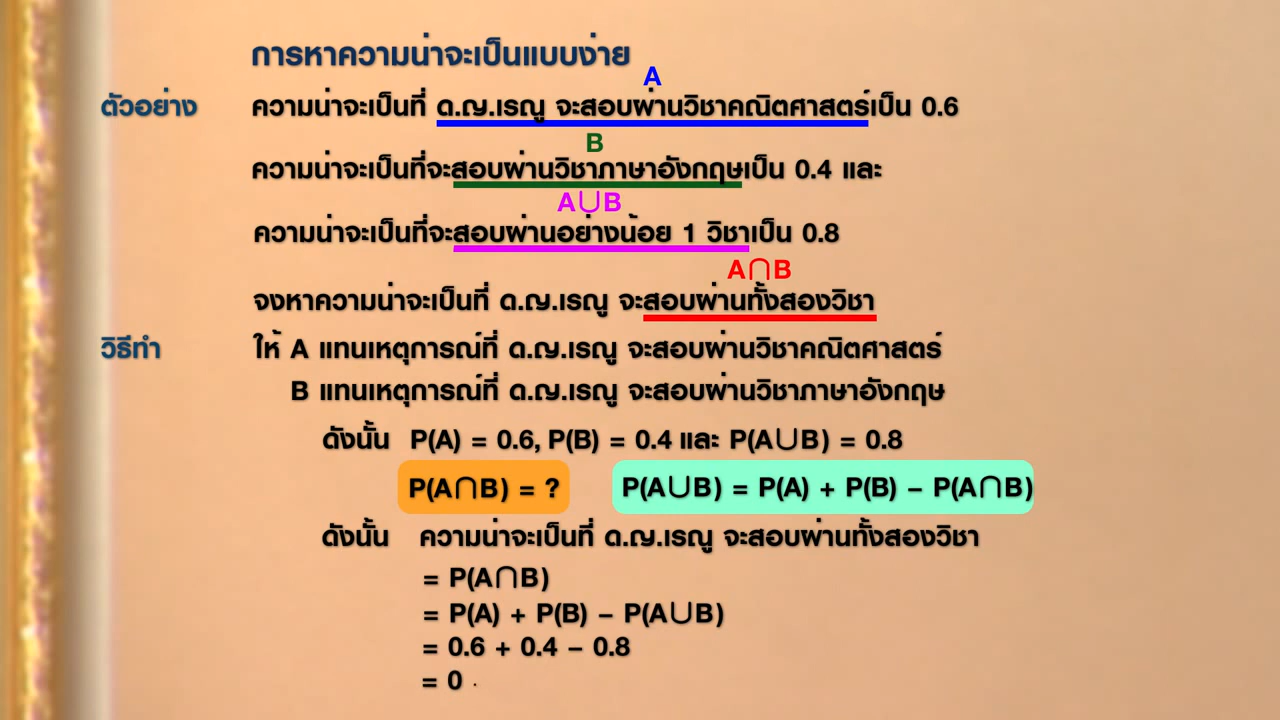 การหาความน่าจะเป็นแบบง่าย
A
ตัวอย่าง ความน่าจะเป็นที่ ด.ญ.เรณู จะสอบผ่านวิชาคณิตศาสตร์เป็น 0.6
B
ความน่าจะเป็นที่จะสอบผ่านวิชาภาษาอังกฤษเป็น 0.4 และ
A∪B
ความน่าจะเป็นที่จะสอบผ่านอย่างน้อย 1 วิชาเป็น 0.8
A∩B
จงหาความน่าจะเป็นที่ ด.ญ.เรณู จะสอบผ่านทั้งสองวิชา
วิธีทำ ให้ A แทนเหตุการณ์ที่ ด.ญ.เรณู จะสอบผ่านวิชาคณิตศาสตร์
B แทนเหตุการณ์ที่ ด.ญ.เรณู จะสอบผ่านวิชาภาษาอังกฤษ
ดังนั้น P(A) = 0.6, P(B) = 0.4 และ P(A∪B) = 0.8
P(A∩B) = ? P(A∪B) = P(A) + P(B) – P(A∩B)
ดังนั้น ความน่าจะเป็นที่ ด.ญ.เรณู จะสอบผ่านทั้งสองวิชา
= P(A∩B)
= P(A) + P(B) – P(A∪B)
= 0.6 + 0.4 – 0.8
= 0 .